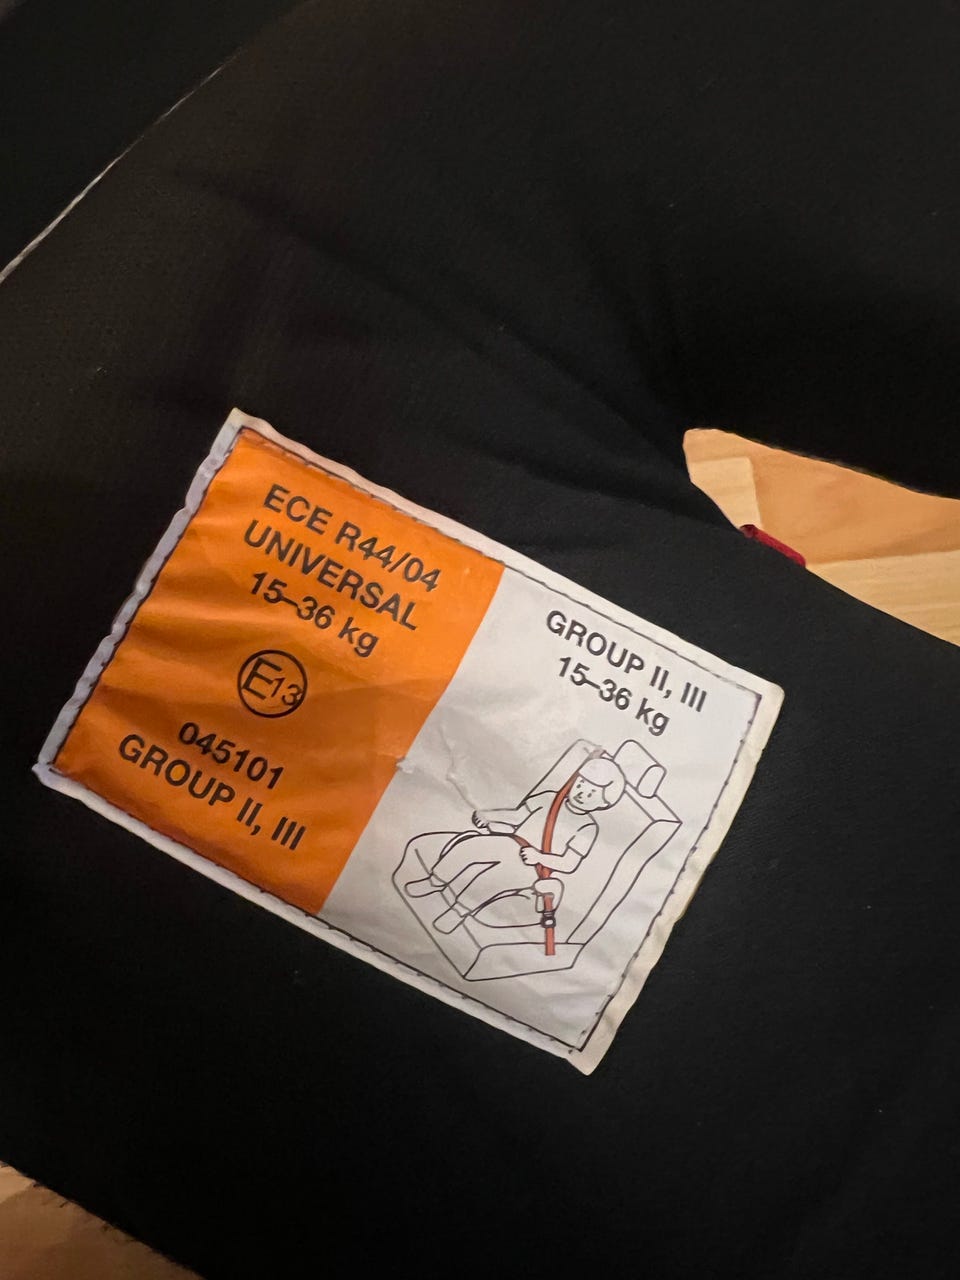 ECE R44/04
UNIVERSAL
15–36 kg
E13
045101
GROUP II, III
GROUP II, III
15–36 kg